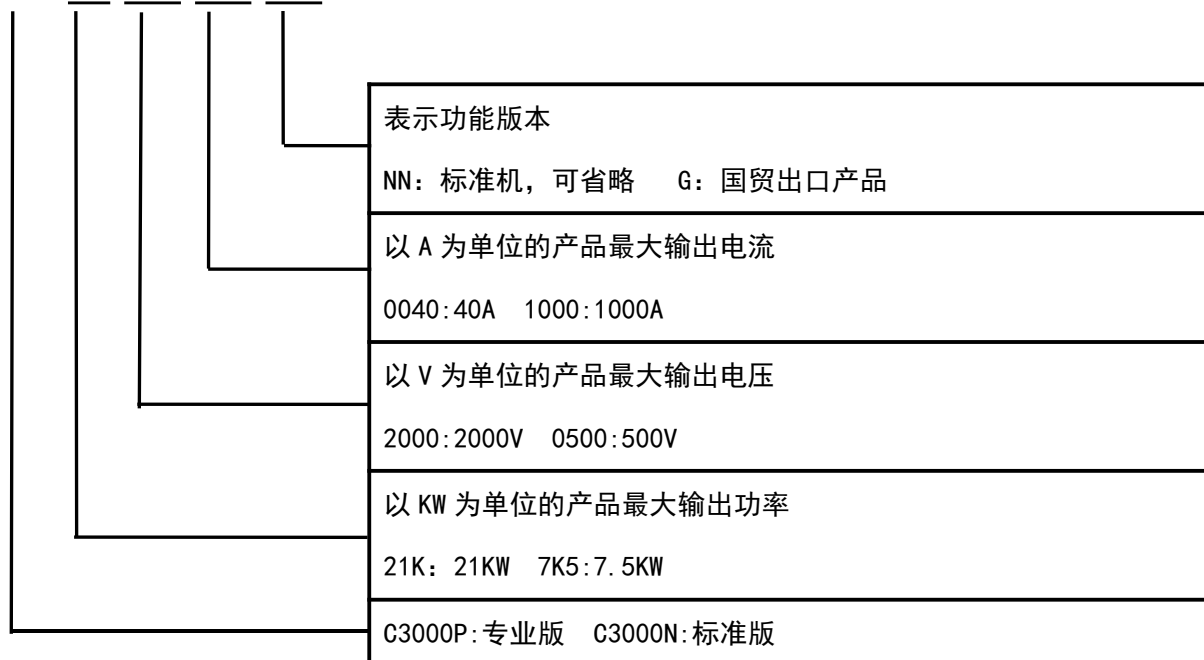 表示功能版本
NN：标准机，可省略 G：国贸出口产品
以 A 为单位的产品最大输出电流
0040:40A 1000:1000A
以 V 为单位的产品最大输出电压
2000:2000V 0500:500V
以 KW 为单位的产品最大输出功率
21K：21KW 7K5:7.5KW
C3000P:专业版 C3000N:标准版